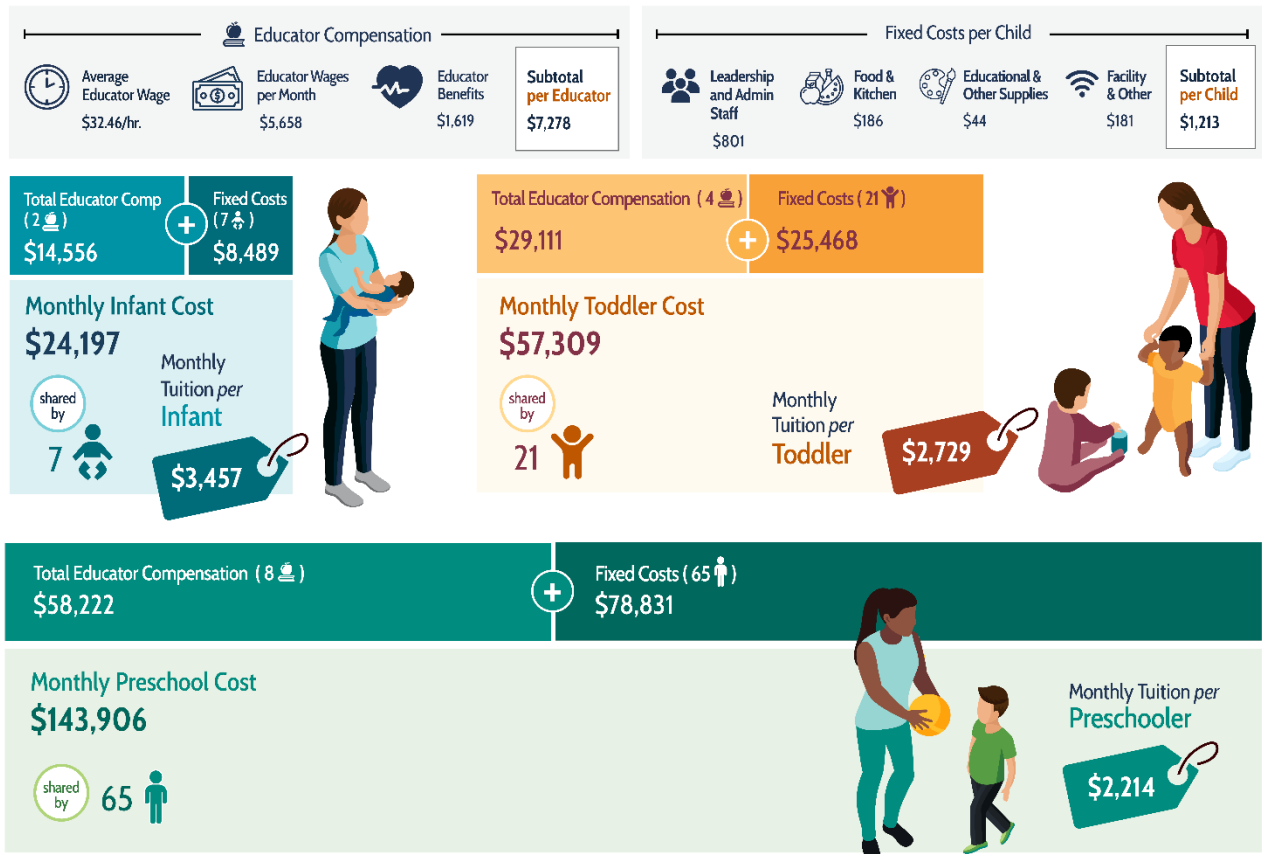 Educator Compensation
Average
Educator Wage
$32.46/hr.
Educator Wages
per Month
$5,658
Educator
Benefits
$1,619
Subtotal
per Educator
$7,278
Fixed Costs per Child
Leadership
and Admin
Staff
$801
Food &
Kitchen
$186
Educational &
Other Supplies
$44
Facility
& Other
$181
Subtotal
per Child
$1,213
Total Educator Comp
(2)
$14,556
+
Fixed Costs
(7)
$8,489
Monthly Infant Cost
$24,197
shared
by
7
Monthly
Tuition per
Infant
$3,457
Total Educator Compensation (4)
$29,111
+
Fixed Costs (21)
$25,468
Monthly Toddler Cost
$57,309
shared
by
21
Monthly
Tuition per
Toddler
$2,729
Total Educator Compensation (8)
$58,222
+
Fixed Costs (65)
$78,831
Monthly Preschool Cost
$143,906
shared
by
65
Monthly Tuition per
Preschooler
$2,214